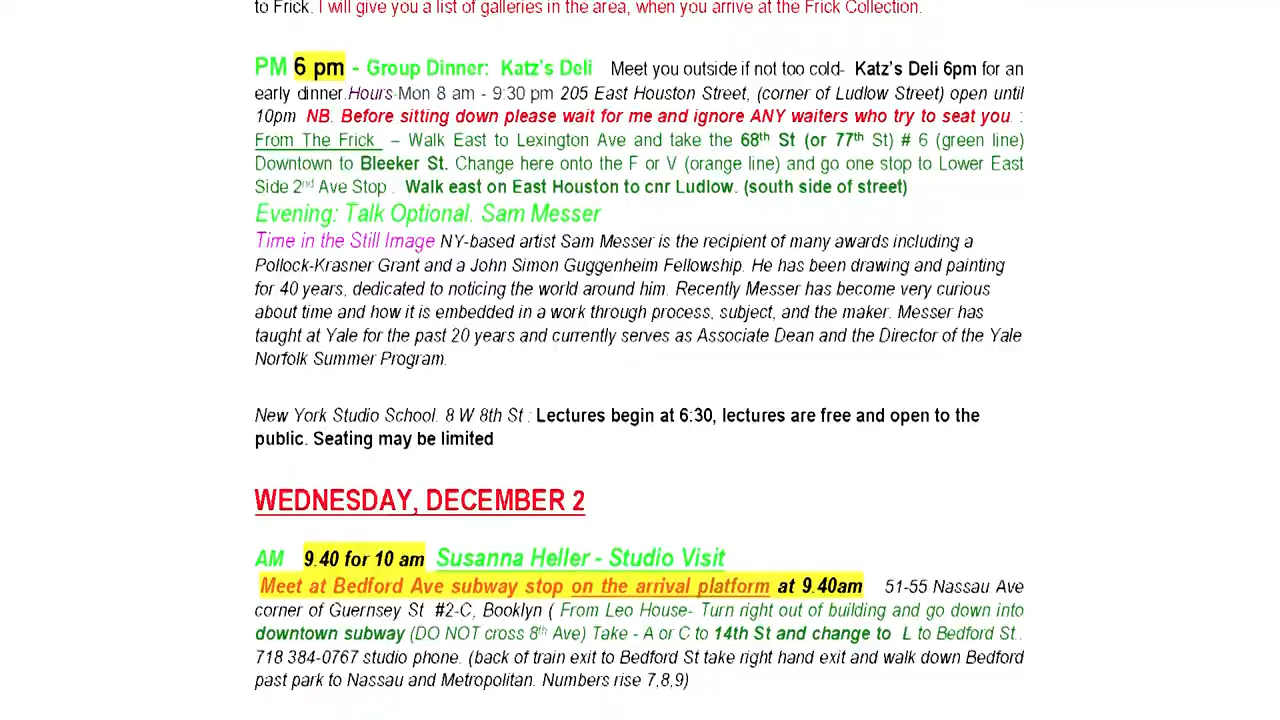 to Frick. I will give you a list of galleries in the area, when you arrive at the Frick Collection.
PM 6 pm - Group Dinner: Katz's Deli Meet you outside if not too cold- Katz's Deli 6pm for an
early dinner.Hours-Mon 8 am - 9:30 pm 205 East Houston Street, (corner of Ludlow Street) open until
10pm NB. Before sitting down please wait for me and ignore ANY waiters who try to seat you. :
From The Frick – Walk East to Lexington Ave and take the 68th St (or 77th St) # 6 (green line)
Downtown to Bleeker St. Change here onto the F or V (orange line) and go one stop to Lower East
Side 2nd Ave Stop . Walk east on East Houston to cnr Ludlow. (south side of street)
Evening: Talk Optional. Sam Messer
Time in the Still Image NY-based artist Sam Messer is the recipient of many awards including a
Pollock-Krasner Grant and a John Simon Guggenheim Fellowship. He has been drawing and painting
for 40 years, dedicated to noticing the world around him. Recently Messer has become very curious
about time and how it is embedded in a work through process, subject, and the maker. Messer has
taught at Yale for the past 20 years and currently serves as Associate Dean and the Director of the Yale
Norfolk Summer Program.
New York Studio School. 8 W 8th St : Lectures begin at 6:30, lectures are free and open to the
public. Seating may be limited
WEDNESDAY, DECEMBER 2
AM 9.40 for 10 am Susanna Heller - Studio Visit
Meet at Bedford Ave subway stop on the arrival platform at 9.40am 51-55 Nassau Ave
corner of Guernsey St #2-C, Booklyn ( From Leo House- Turn right out of building and go down into
downtown subway (DO NOT cross 8th Ave) Take - A or C to 14th St and change to L to Bedford St..
718 384-0767 studio phone. (back of train exit to Bedford St take right hand exit and walk down Bedford
past park to Nassau and Metropolitan. Numbers rise 7,8,9)